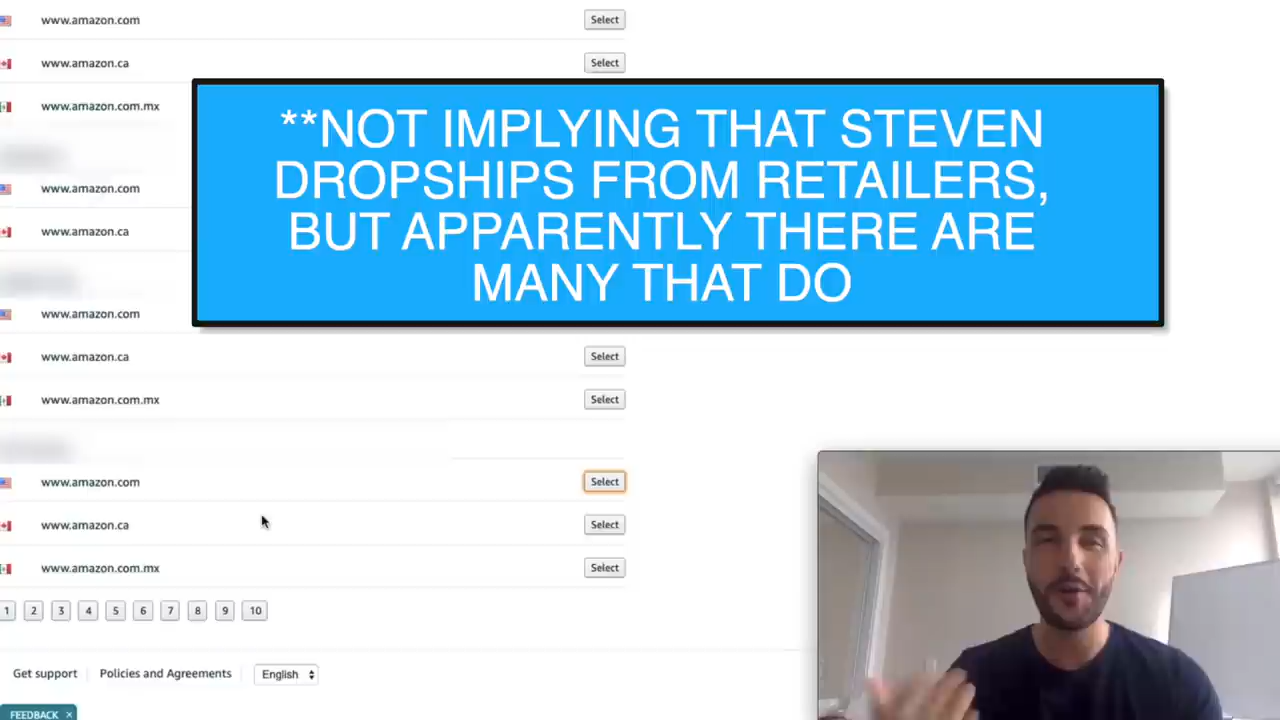 www.amazon.com Select
www.amazon.ca Select
www.amazon.com.mx
**NOT IMPLYING THAT STEVEN
DROPSHIPS FROM RETAILERS,
BUT APPARENTLY THERE ARE
MANY THAT DO
www.amazon.com
www.amazon.ca
www.amazon.com
www.amazon.ca Select
www.amazon.com.mx Select
www.amazon.com Select
www.amazon.ca Select
www.amazon.com.mx Select
1 2 3 4 5 6 7 8 9 10
Get support Policies and Agreements English
FEEDBACK ×